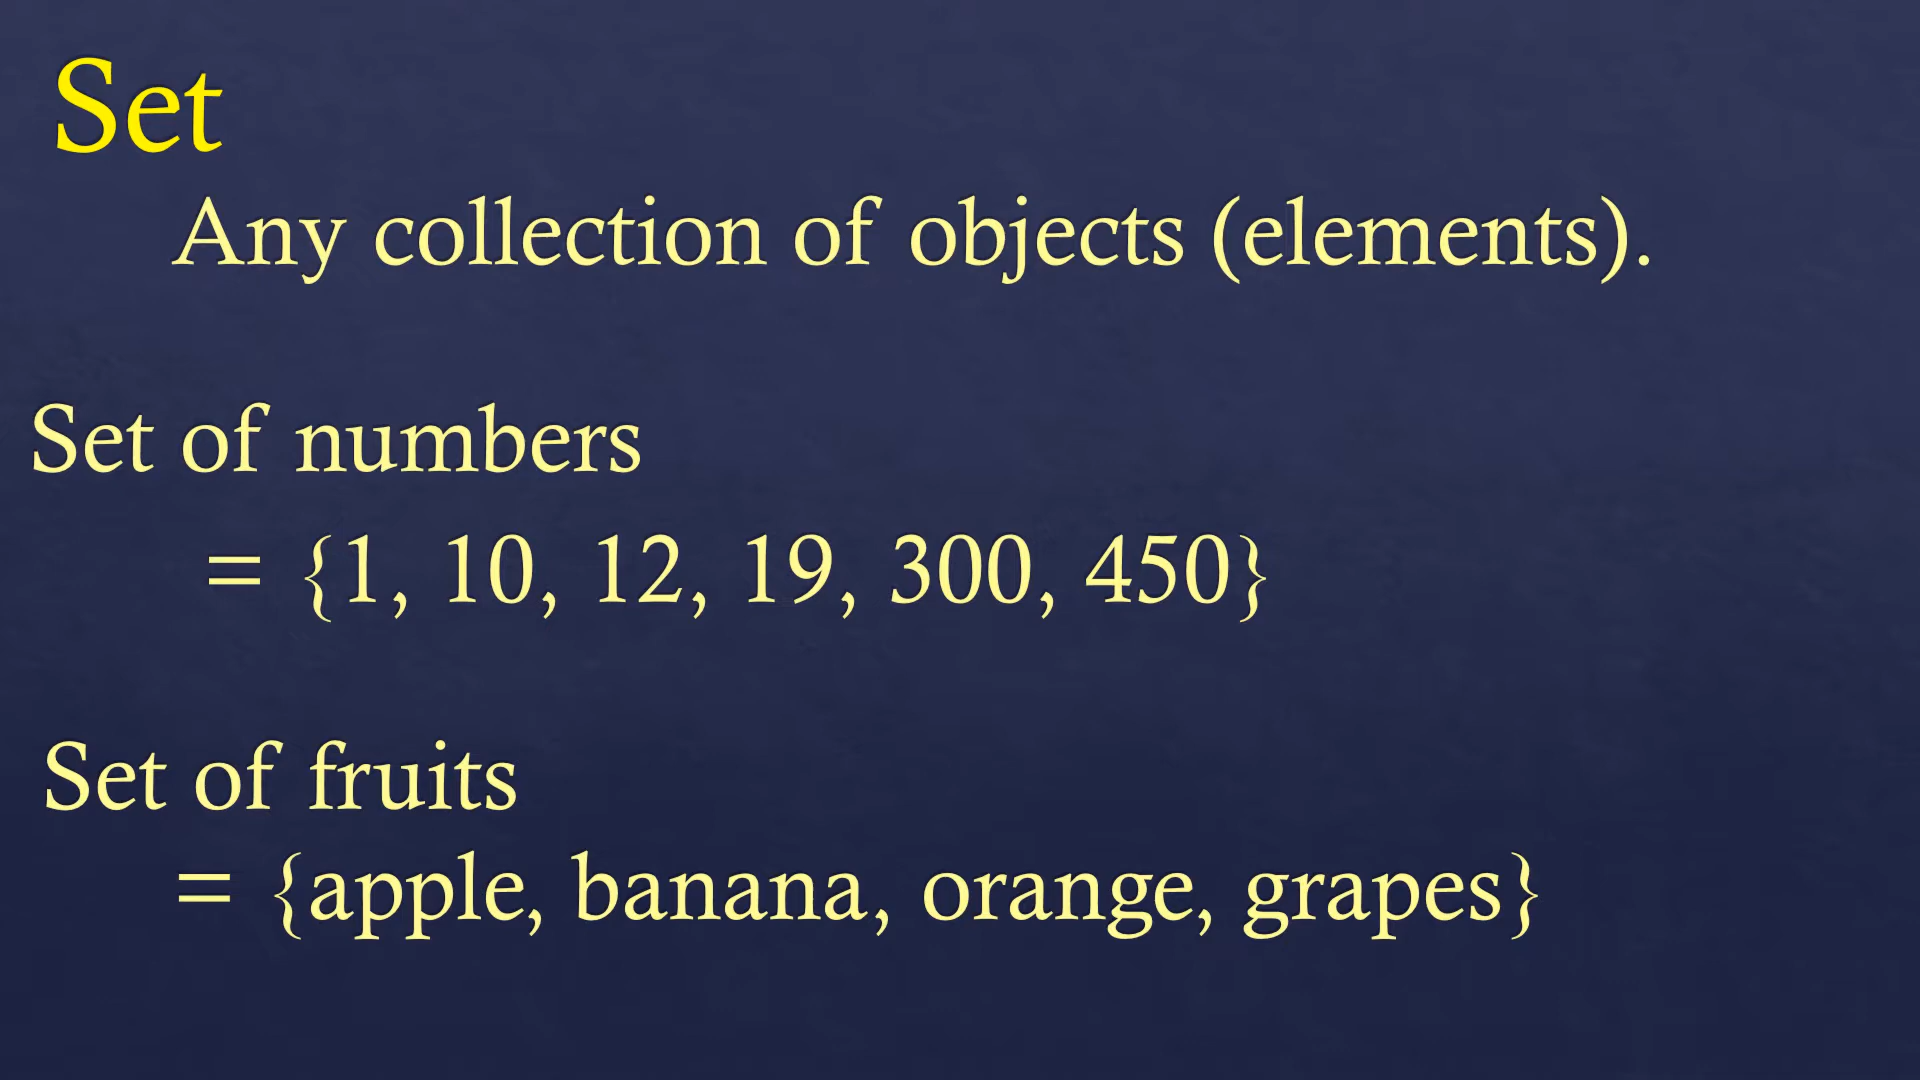 Set
Any collection of objects (elements).
Set of numbers
= {1, 10, 12, 19, 300, 450}
Set of fruits
= {apple, banana, orange, grapes}